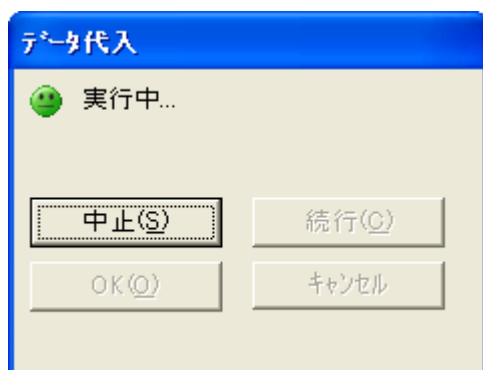 ﾃﾞｰﾀ代入
実行中...
中止(S)
続行(C)
OK(O)
ｷｬﾝｾﾙ